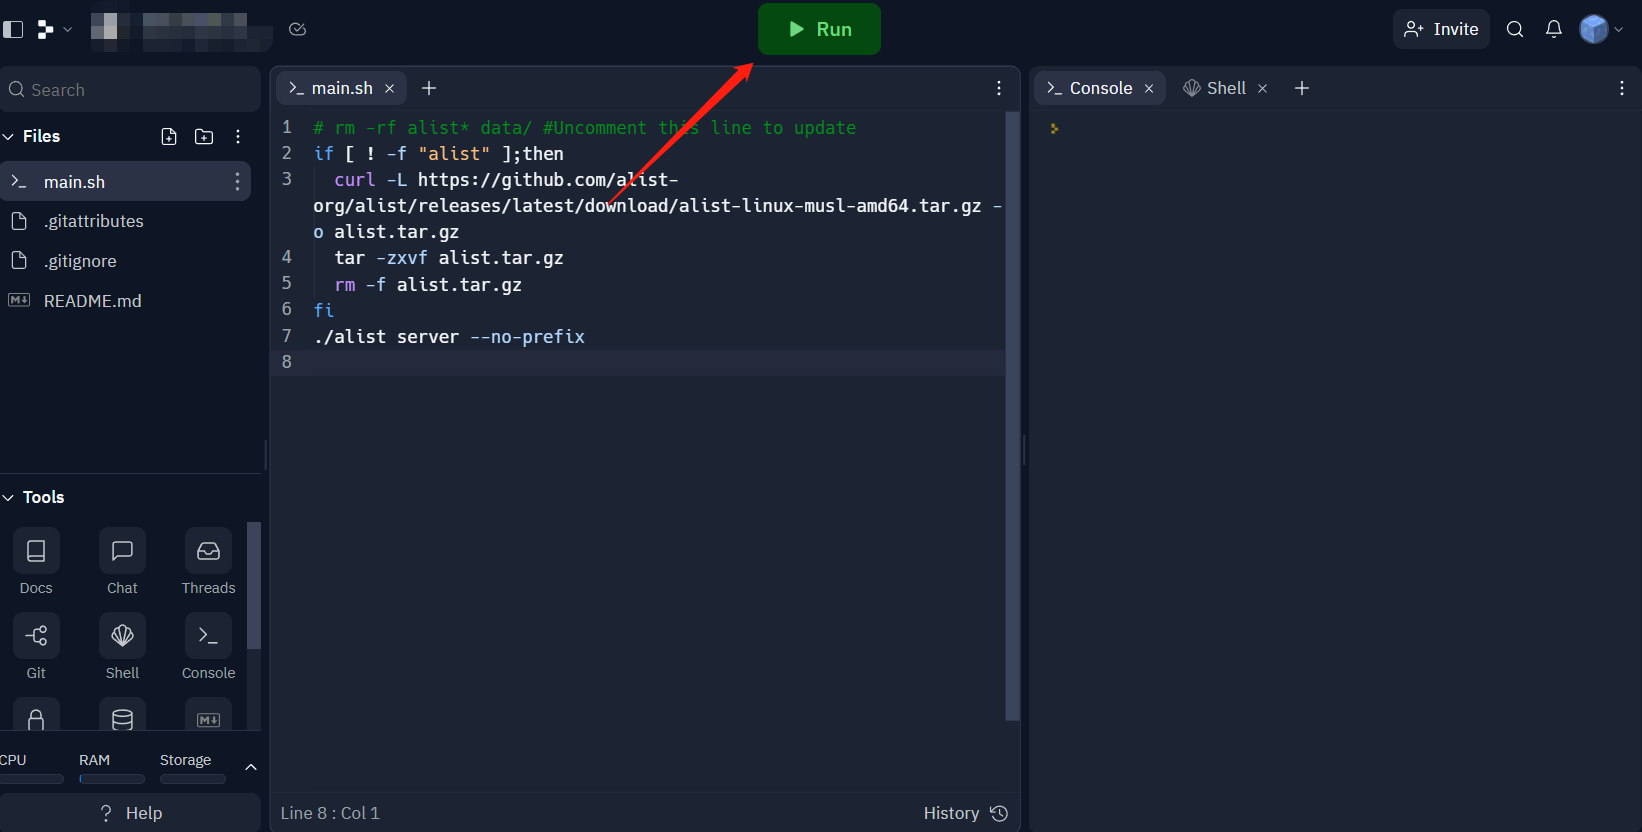 Run
Invite
Search
Files
main.sh
.gitattributes
.gitignore
M↓ README.md
Tools
Docs Chat Threads
Git Shell Console
M↓
CPU RAM Storage
? Help
>_ main.sh × +
1 # rm -rf alist* data/ #Uncomment this line to update
2 if [ ! -f "alist" ];then
3 curl -L https://github.com/alist-
org/alist/releases/latest/download/alist-linux-musl-amd64.tar.gz -
o alist.tar.gz
4 tar -zxvf alist.tar.gz
5 rm -f alist.tar.gz
6 fi
7 ./alist server --no-prefix
8
Line 8 : Col 1 History
>_ Console × Shell × +